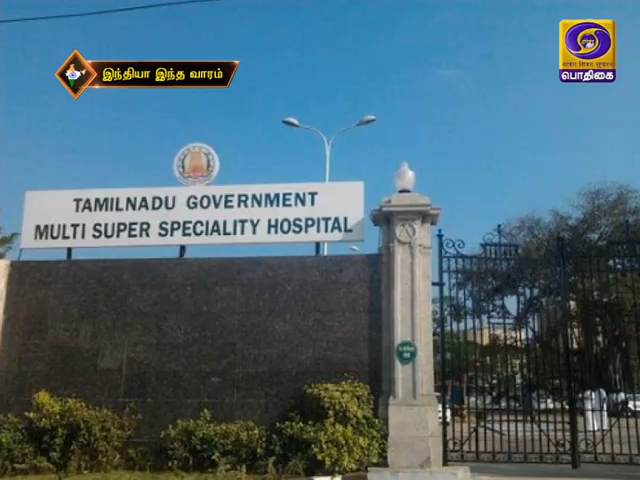 இந்தியா இந்த வாரம்
பொதிகை
TAMILNADU GOVERNMENT
MULTI SUPER SPECIALITY HOSPITAL